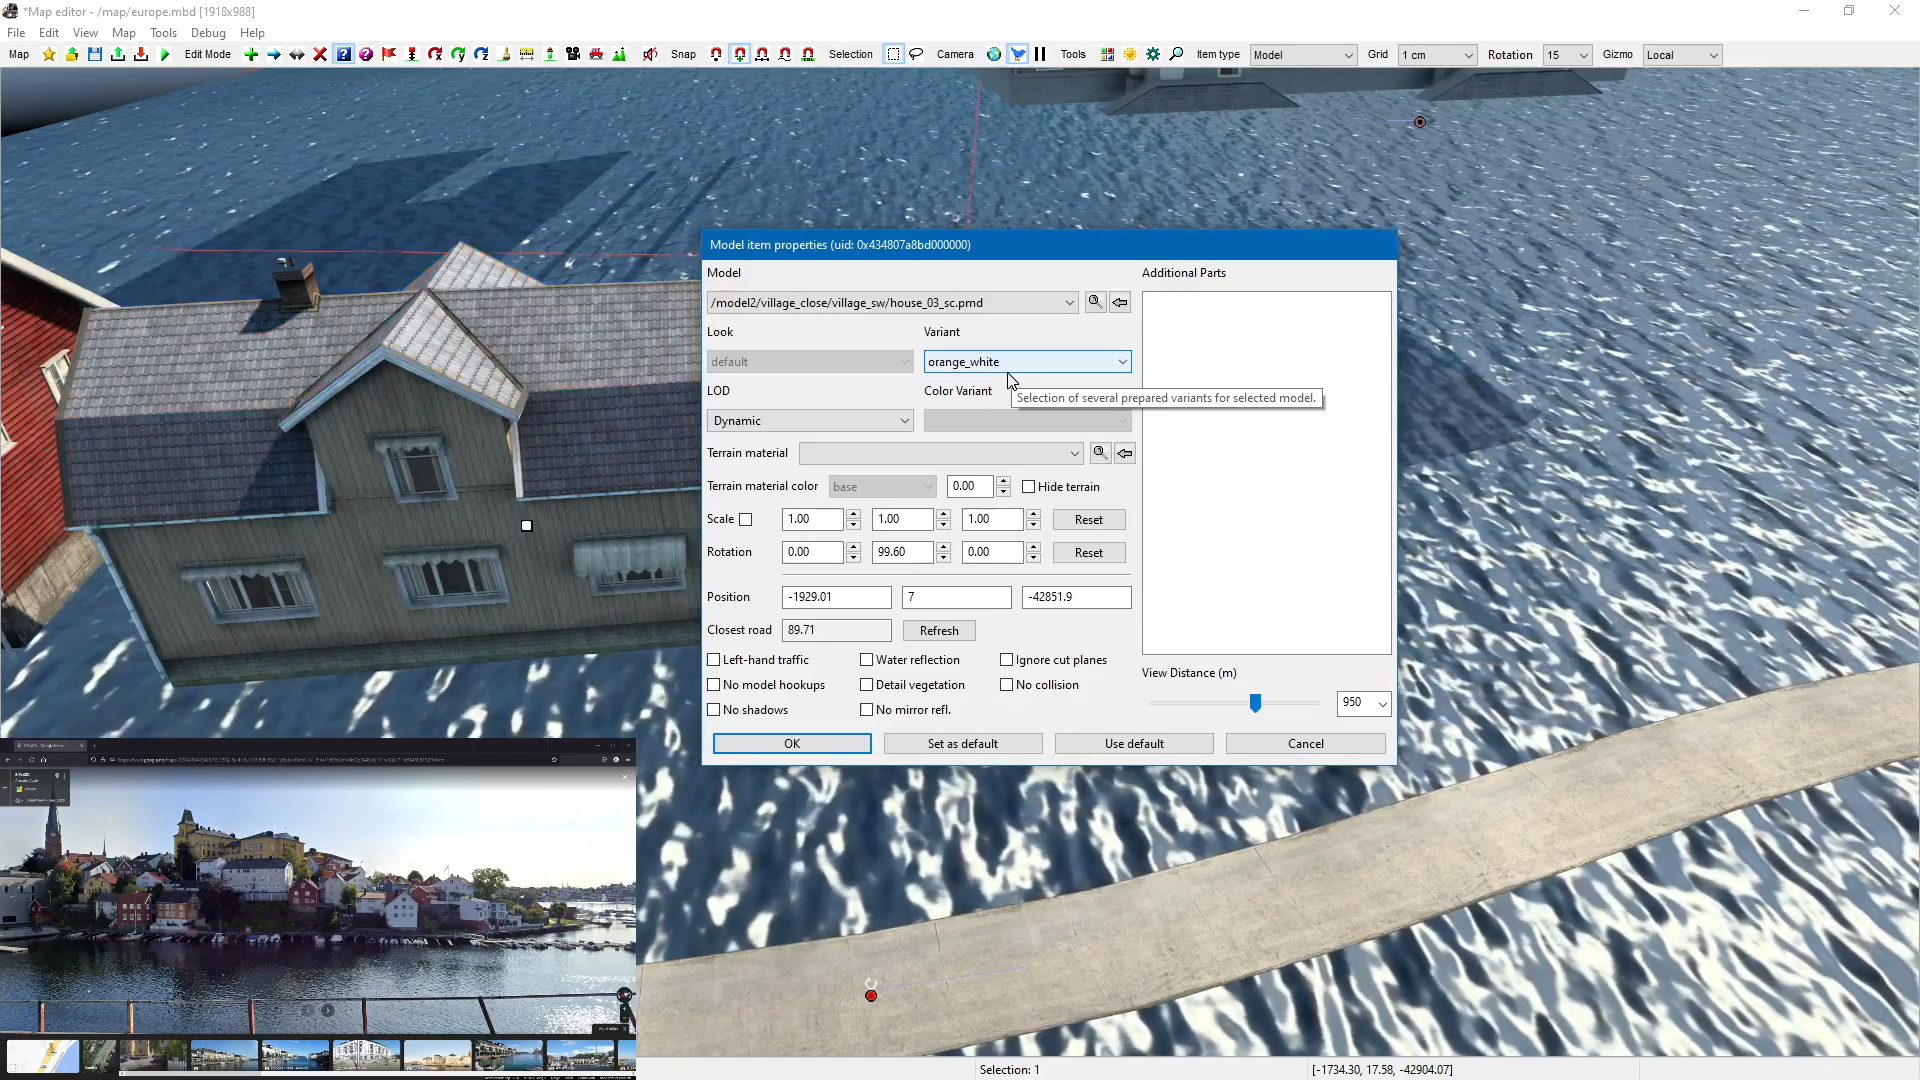 *Map editor - /map/europe.mbd [1918x988]
File Edit View Map Tools Debug Help
Map Edit Mode Snap Selection Camera Tools Item type Model Grid 1 cm Rotation 15 Gizmo Local
Model item properties (uid: 0x434807a8bd000000)
Model
Additional Parts
/model2/village_close/village_sw/house_03_sc.pmd
Look Variant
default orange_white
LOD Color Variant
Selection of several prepared variants for selected model.
Dynamic
Terrain material
Terrain material color base 0.00 Hide terrain
Scale 1.00 1.00 1.00 Reset
Rotation 0.00 99.60 0.00 Reset
Position -1929.01 7 -42851.9
Closest road 89.71 Refresh
Left-hand traffic Water reflection Ignore cut planes
No model hookups Detail vegetation No collision
No shadows No mirror refl.
View Distance (m)
950
OK Set as default Use default Cancel
Selection: 1
[-1734.30, 17.58, -42904.07]